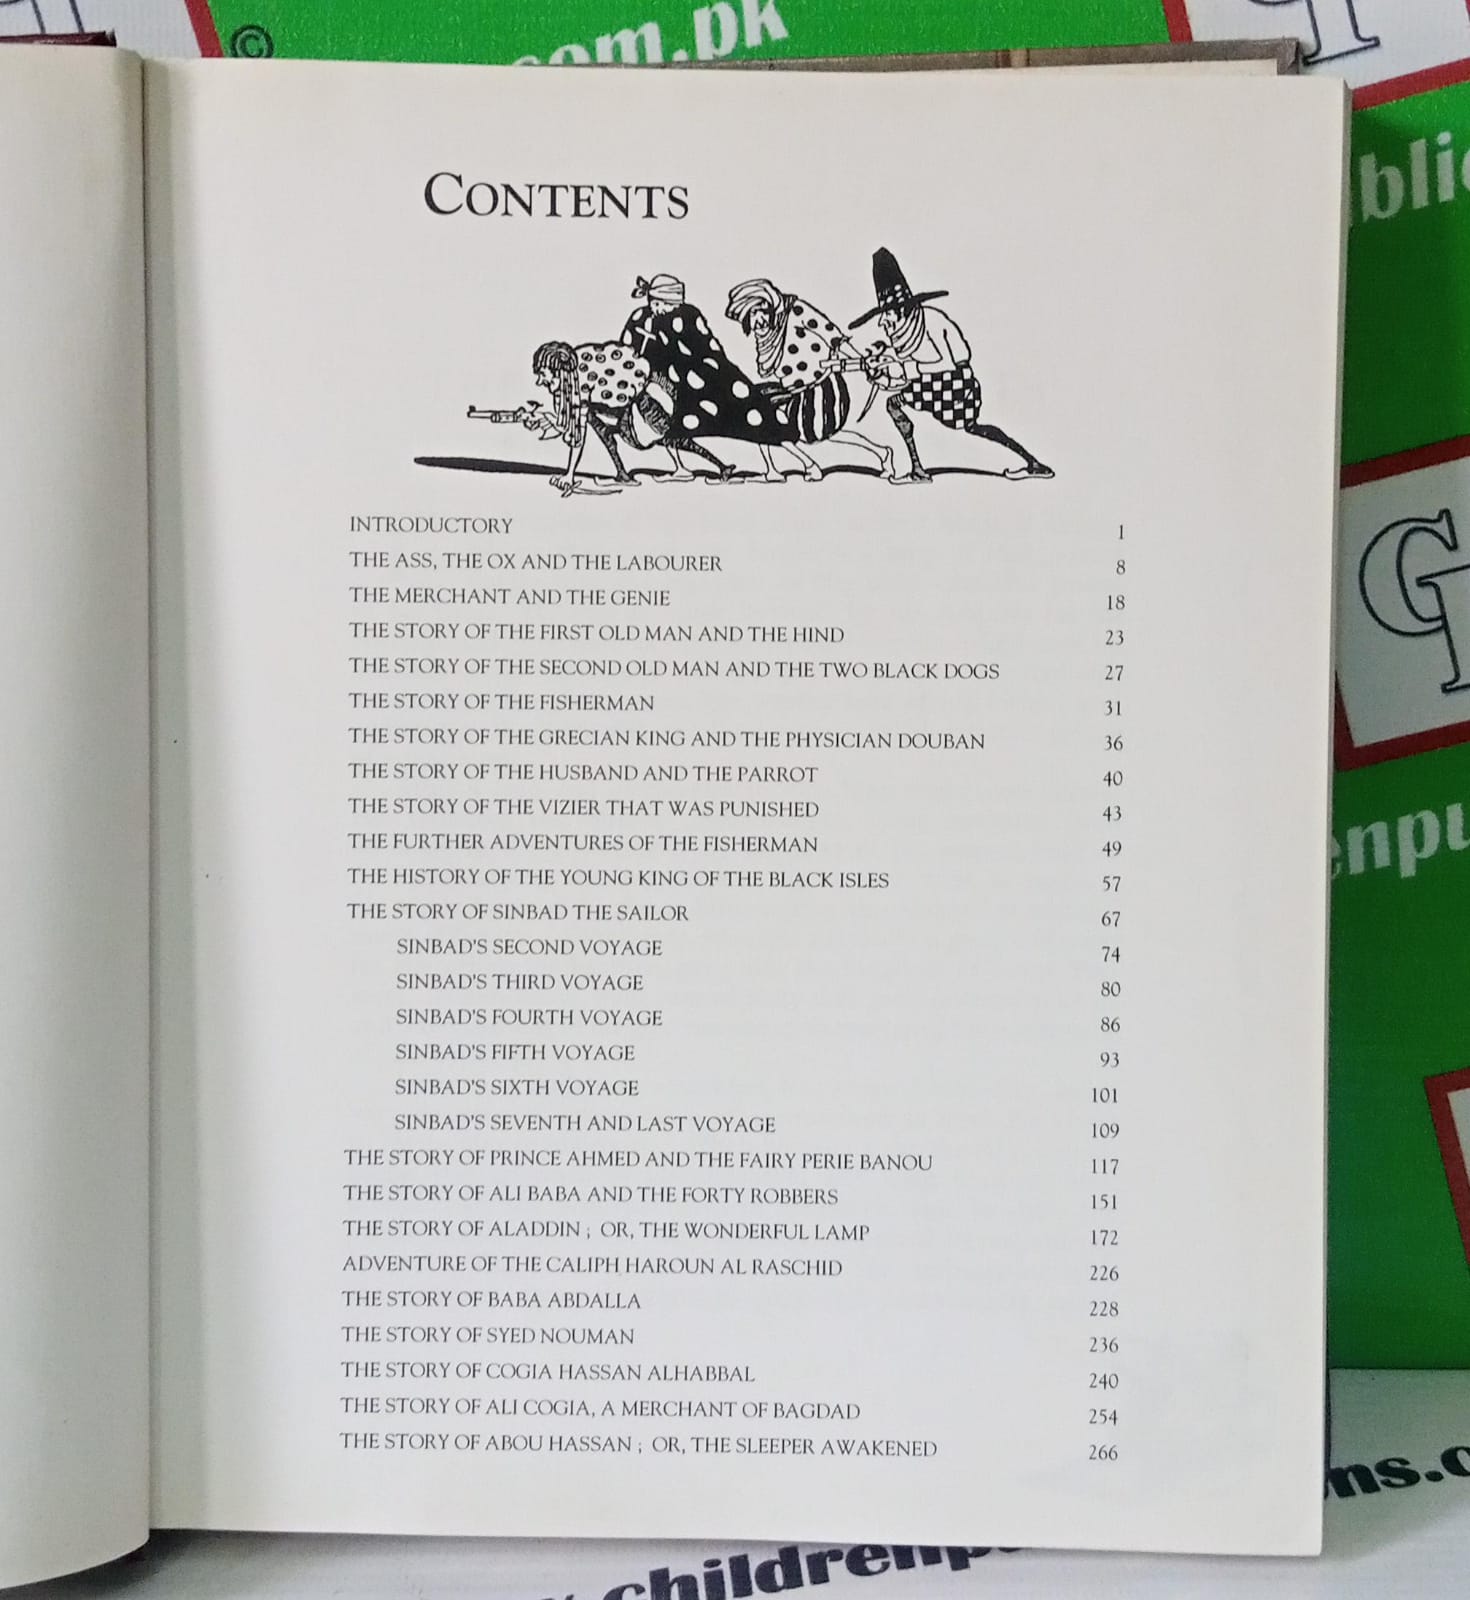 ©
com.pk
CONTENTS
INTRODUCTORY 1
THE ASS, THE OX AND THE LABOURER 8
THE MERCHANT AND THE GENIE 18
THE STORY OF THE FIRST OLD MAN AND THE HIND 23
THE STORY OF THE SECOND OLD MAN AND THE TWO BLACK DOGS 27
THE STORY OF THE FISHERMAN 31
THE STORY OF THE GRECIAN KING AND THE PHYSICIAN DOUBAN 36
THE STORY OF THE HUSBAND AND THE PARROT 40
THE STORY OF THE VIZIER THAT WAS PUNISHED 43
THE FURTHER ADVENTURES OF THE FISHERMAN 49
THE HISTORY OF THE YOUNG KING OF THE BLACK ISLES 57
THE STORY OF SINBAD THE SAILOR 67
SINBAD'S SECOND VOYAGE 74
SINBAD'S THIRD VOYAGE 80
SINBAD'S FOURTH VOYAGE 86
SINBAD'S FIFTH VOYAGE 93
SINBAD'S SIXTH VOYAGE 101
SINBAD'S SEVENTH AND LAST VOYAGE 109
THE STORY OF PRINCE AHMED AND THE FAIRY PERIE BANOU 117
THE STORY OF ALI BABA AND THE FORTY ROBBERS 151
THE STORY OF ALADDIN ; OR, THE WONDERFUL LAMP 172
ADVENTURE OF THE CALIPH HAROUN AL RASCHID 226
THE STORY OF BABA ABDALLA 228
THE STORY OF SYED NOUMAN 236
THE STORY OF COGIA HASSAN ALHABBAL 240
THE STORY OF ALI COGIA, A MERCHANT OF BAGDAD 254
THE STORY OF ABOU HASSAN ; OR, THE SLEEPER AWAKENED 266